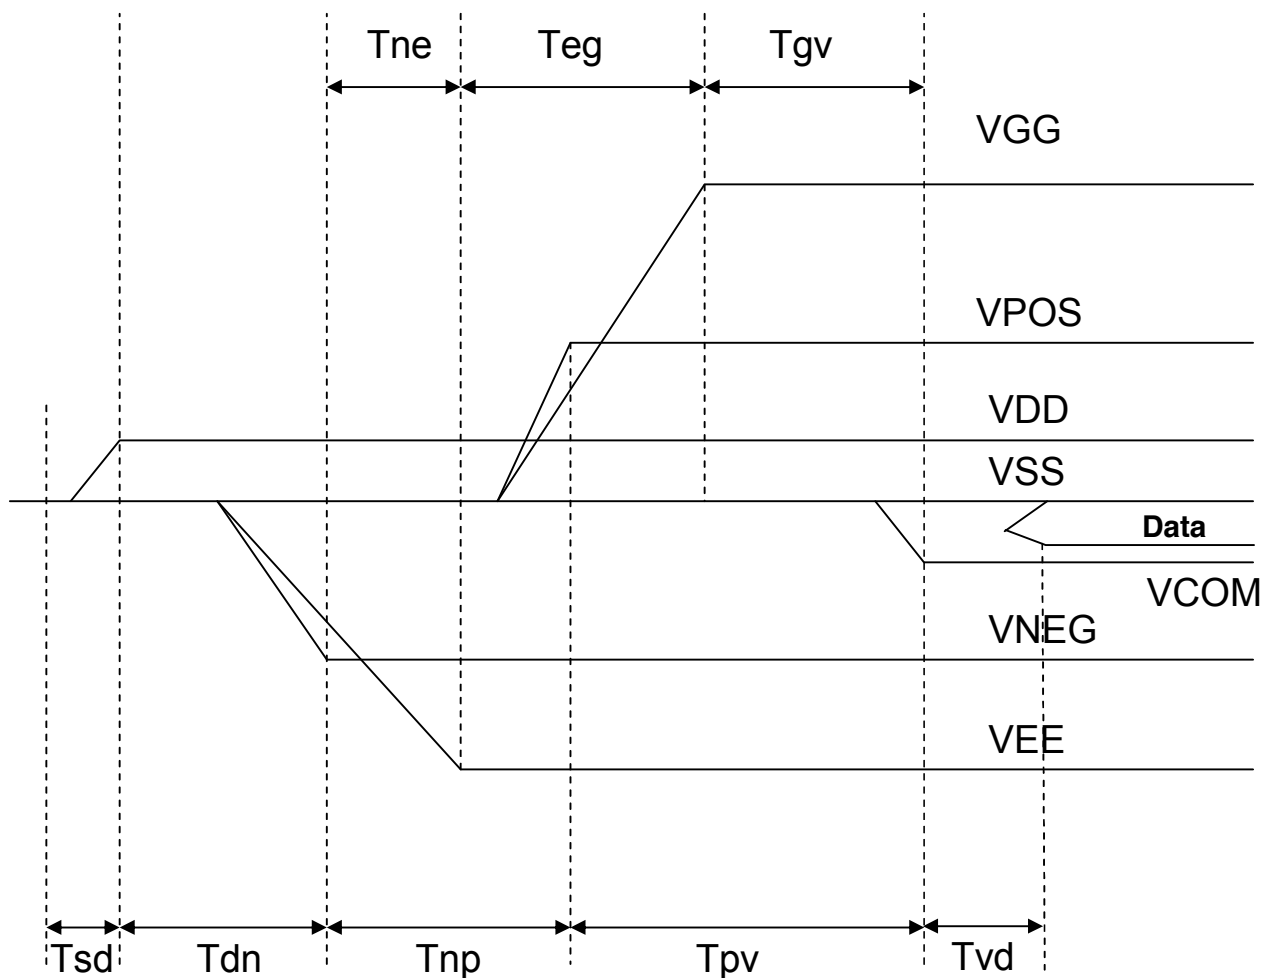 Tne
Teg
Tgv
VGG
VPOS
VDD
VSS
Data
VCOM
VNEG
VEE
Tsd
Tdn
Tnp
Tpv
Tvd